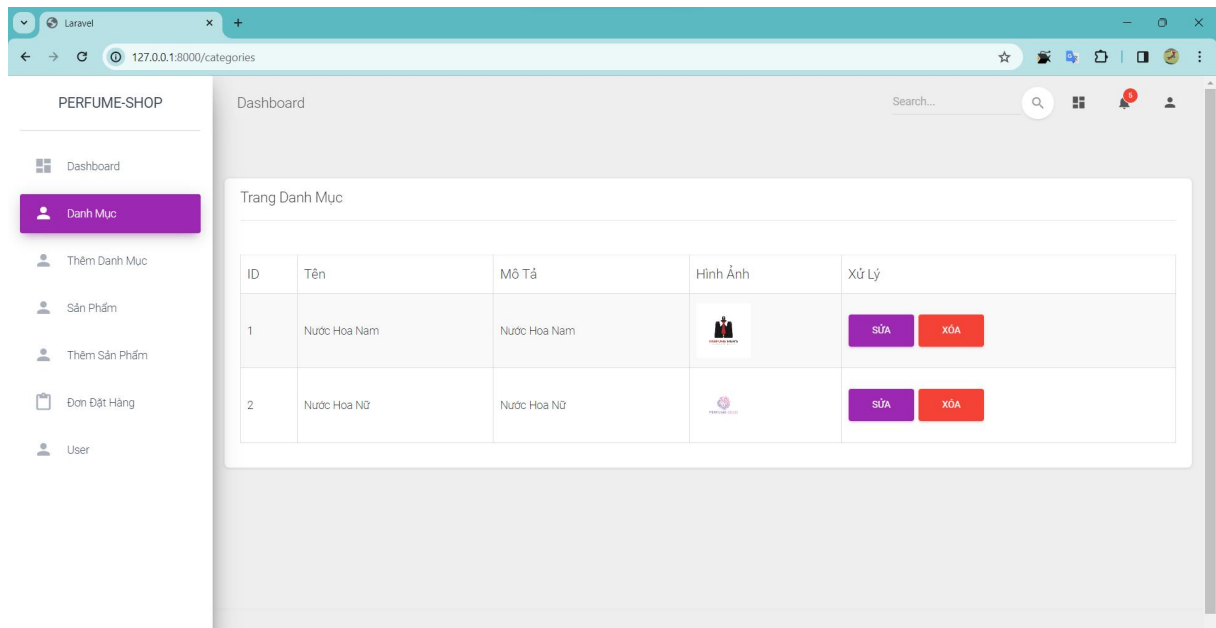 Laravel
127.0.0.1:8000/categories
PERFUME-SHOP
Dashboard
Danh Mục
Thêm Danh Mục
Sản Phẩm
Thêm Sản Phẩm
Đơn Đặt Hàng
User
Dashboard
Search...
5
Trang Danh Mục
ID Tên Mô Tả Hình Ảnh Xử Lý
1 Nước Hoa Nam Nước Hoa Nam SỬA XÓA
2 Nước Hoa Nữ Nước Hoa Nữ SỬA XÓA